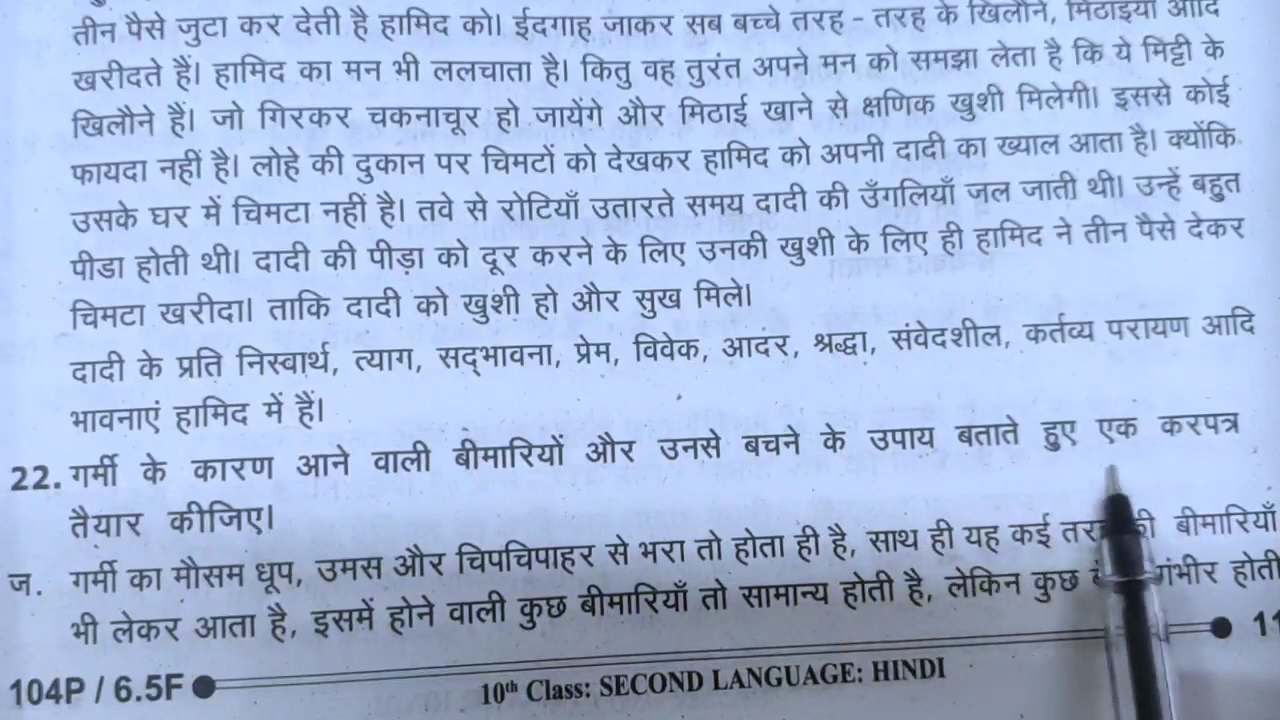 तीन पैसे जुटा कर देती है हामिद को। ईदगाह जाकर सब बच्चे तरह - तरह के खिलौने, मिठाइयाँ आदि
खरीदते हैं। हामिद का मन भी ललचाता है। किंतु वह तुरंत अपने मन को समझा लेता है कि ये मिट्टी के
खिलौने हैं। जो गिरकर चकनाचूर हो जायेंगे और मिठाई खाने से क्षणिक खुशी मिलेगी। इससे कोई
फायदा नहीं है। लोहे की दुकान पर चिमटों को देखकर हामिद को अपनी दादी का ख्याल आता है। क्योंकि
उसके घर में चिमटा नहीं है। तवे से रोटियाँ उतारते समय दादी की उँगलियाँ जल जाती थी। उन्हें बहुत
पीडा होती थी। दादी की पीड़ा को दूर करने के लिए उनकी खुशी के लिए ही हामिद ने तीन पैसे देकर
चिमटा खरीदा। ताकि दादी को खुशी हो और सुख मिले।
दादी के प्रति निस्वार्थ, त्याग, सद्भावना, प्रेम, विवेक, आदर, श्रद्धा, संवेदशील, कर्तव्य परायण आदि
भावनाएं हामिद में हैं।
22. गर्मी के कारण आने वाली बीमारियों और उनसे बचने के उपाय बताते हुए एक करपत्र
तैयार कीजिए।
ज. गर्मी का मौसम धूप, उमस और चिपचिपाहर से भरा तो होता ही है, साथ ही यह कई बीमारियाँ
भी लेकर आता है, इसमें होने वाली कुछ बीमारियाँ तो सामान्य होती है, लेकिन कुछ गंभीर होती
104P / 6.5F 10th Class: SECOND LANGUAGE: HINDI